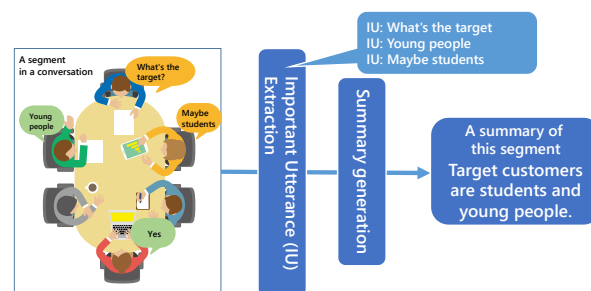 A segment
in a conversation
What's the
target?
Young
people
Maybe
students
Yes
Important Utterance (IU)
Extraction
IU: What's the target
IU: Young people
IU: Maybe students
Summary generation
A summary of
this segment
Target customers
are students and
young people.